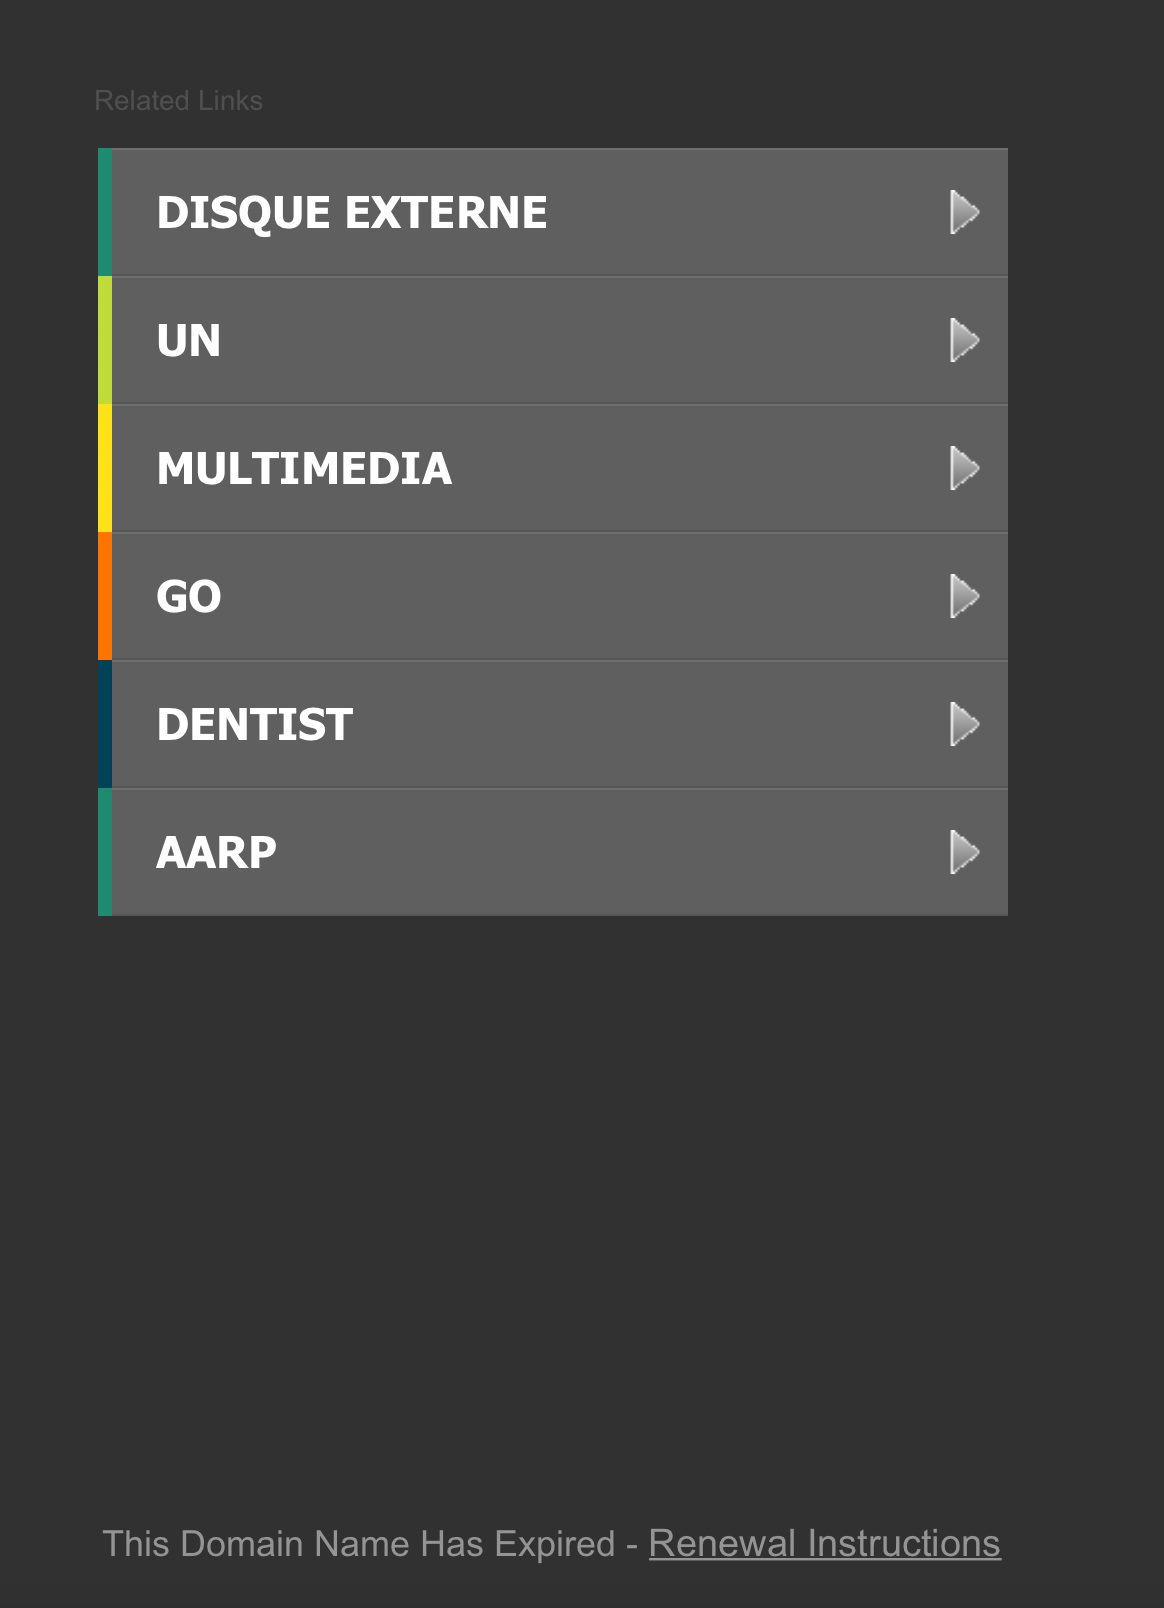 Related Links
DISQUE EXTERNE
UN
MULTIMEDIA
GO
DENTIST
AARP
This Domain Name Has Expired - Renewal Instructions